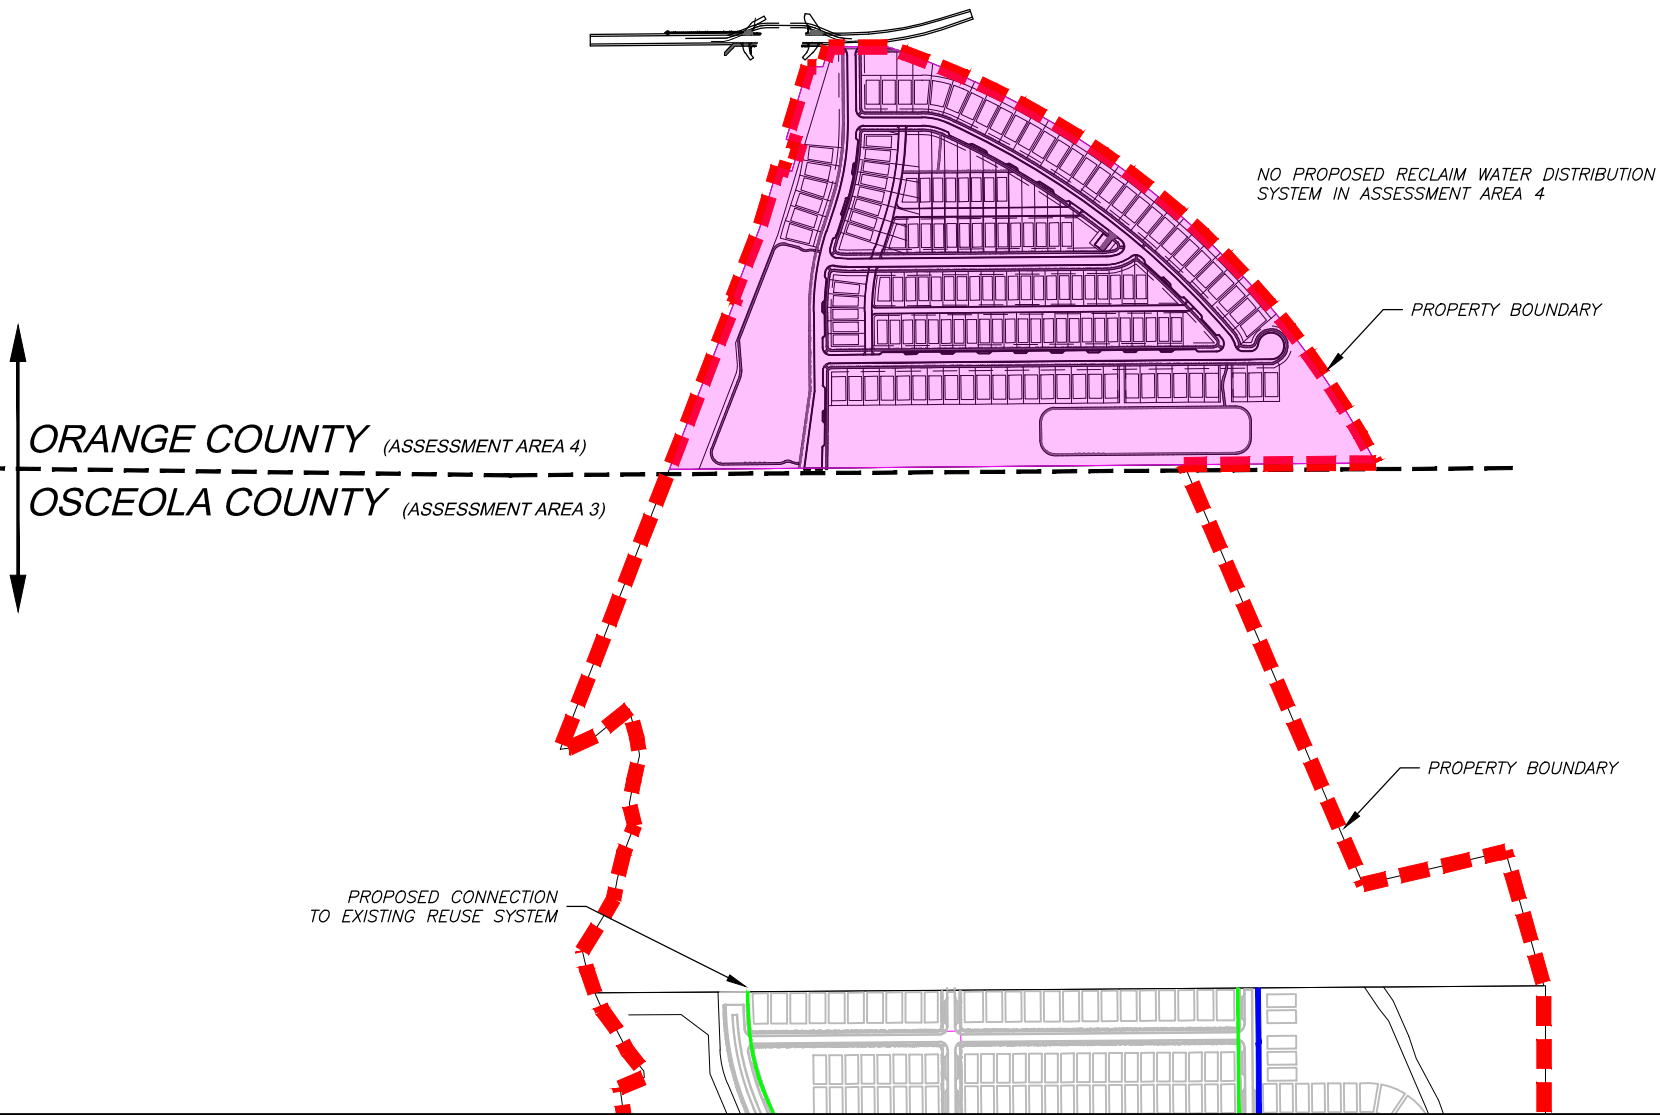 NO PROPOSED RECLAIM WATER DISTRIBUTION
SYSTEM IN ASSESSMENT AREA 4
PROPERTY BOUNDARY
ORANGE COUNTY (ASSESSMENT AREA 4)
OSCEOLA COUNTY (ASSESSMENT AREA 3)
PROPERTY BOUNDARY
PROPOSED CONNECTION
TO EXISTING REUSE SYSTEM